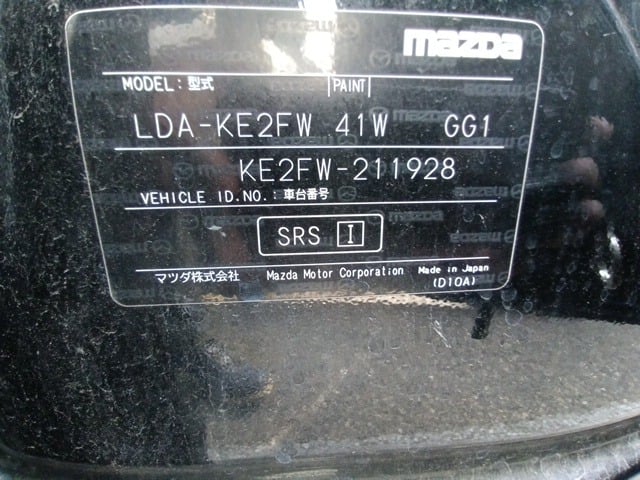 mazda
MODEL: 型式 PAINT
LDA-KE2FW 41W GG1
KE2FW-211928
VEHICLE ID.NO.: 車台番号
SRS I
マツダ株式会社 Mazda Motor Corporation Made in Japan
(D10A)